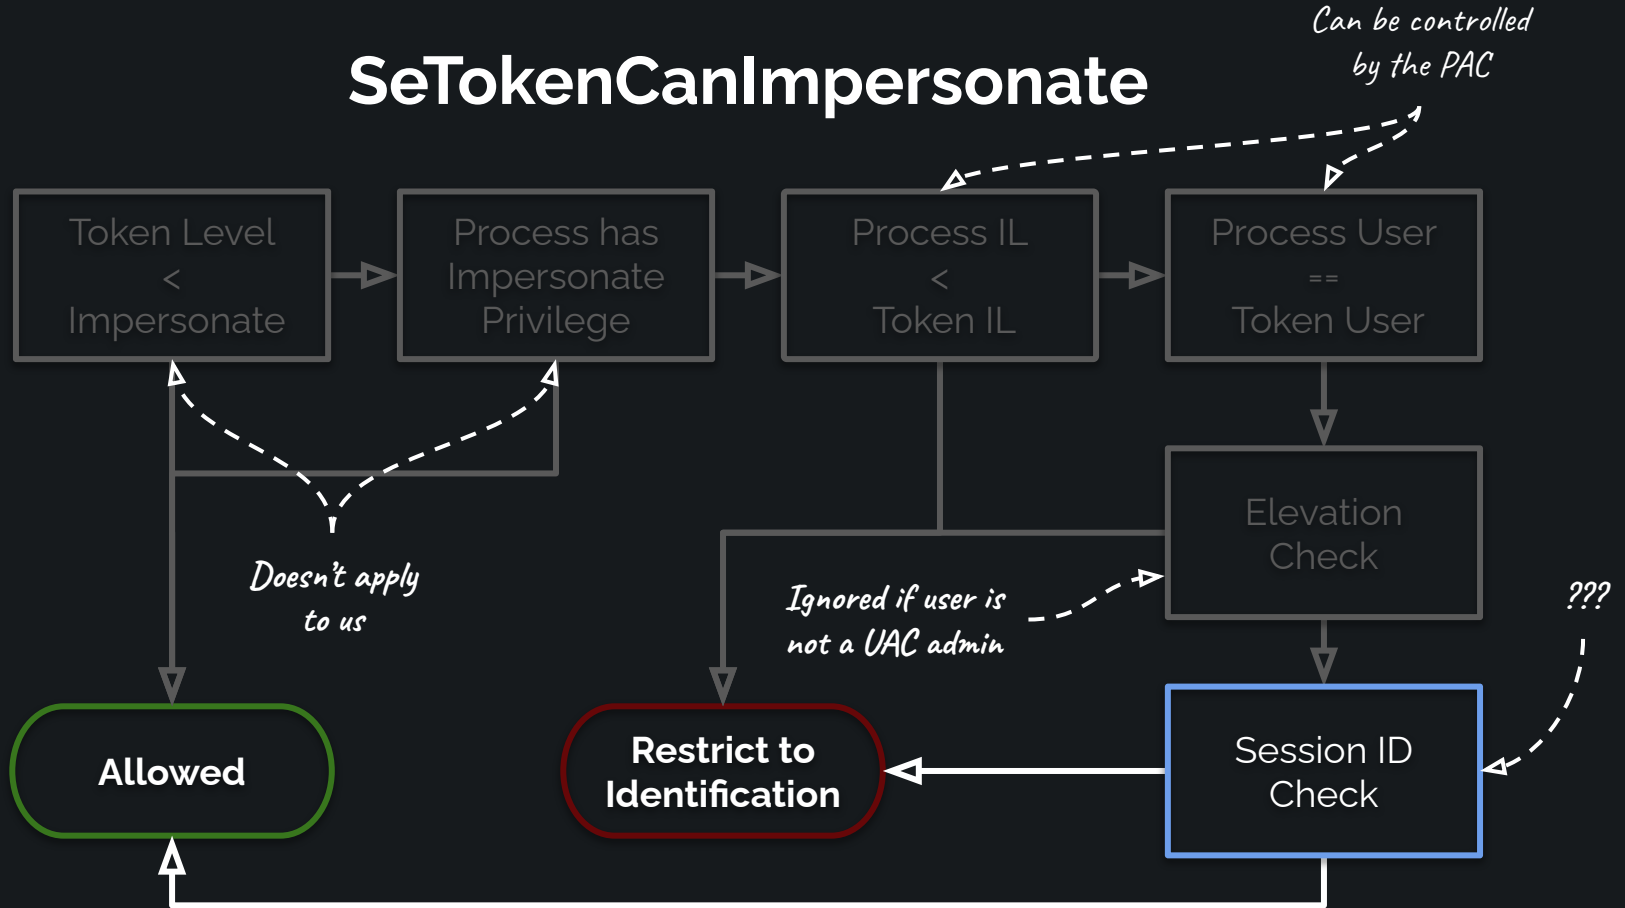 Can be controlled
by the PAC
SeTokenCanImpersonate
Token Level
<
Impersonate
Process has
Impersonate
Privilege
Process IL
<
Token IL
Process User
==
Token User
Elevation
Check
Doesn't apply
to us
Ignored if user is
not a UAC admin
???
Allowed
Restrict to
Identification
Session ID
Check